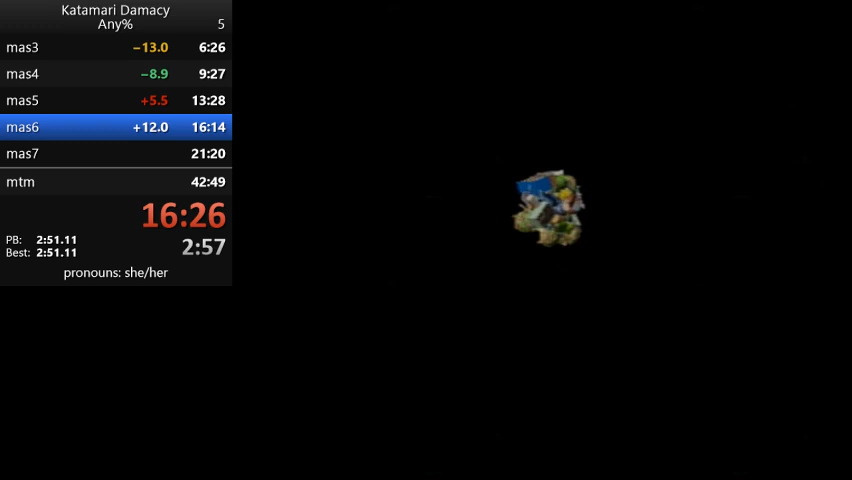 Katamari Damacy
Any% 5
mas3 −13.0 6:26
mas4 −8.9 9:27
mas5 +5.5 13:28
mas6 +12.0 16:14
mas7 21:20
mtm 42:49
16:26
PB: 2:51.11 2:57
Best: 2:51.11
pronouns: she/her